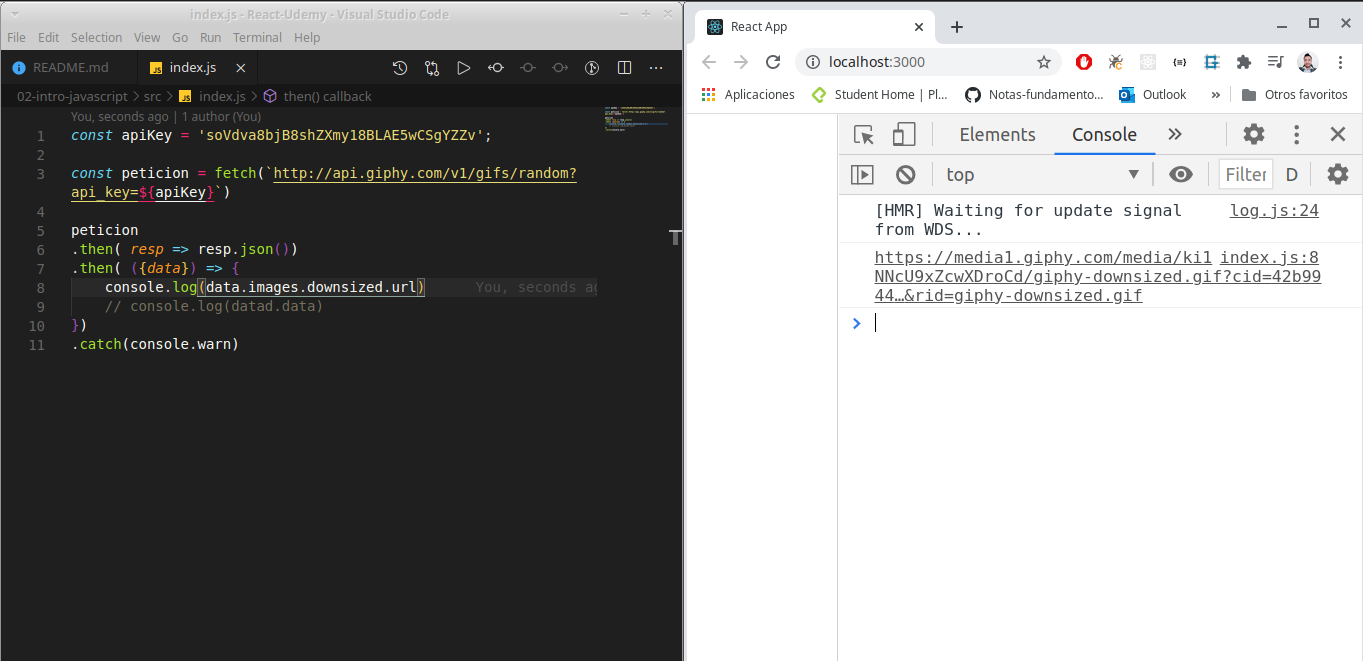 index.js - React-Udemy - Visual Studio Code
File Edit Selection View Go Run Terminal Help
README.md index.js
02-intro-javascript > src > index.js > then() callback
You, seconds ago | 1 author (You)
1 const apiKey = 'soVdva8bjB8shZXmy18BLAE5wCSgYZZv';
2
3 const peticion = fetch(`http://api.giphy.com/v1/gifs/random?
api_key=${apiKey}`)
4
5 peticion
6 .then( resp => resp.json())
7 .then( ({data}) => {
8 console.log(data.images.downsized.url) You, seconds ag
9 // console.log(datad.data)
10 })
11 .catch(console.warn)
React App
localhost:3000
Aplicaciones Student Home | Pl... Notas-fundamento... Outlook » Otros favoritos
Elements Console »
top Filter D
[HMR] Waiting for update signal log.js:24
from WDS...
https://media1.giphy.com/media/ki1 index.js:8
NNcU9xZcwXDroCd/giphy-downsized.gif?cid=42b99
44…&rid=giphy-downsized.gif
>